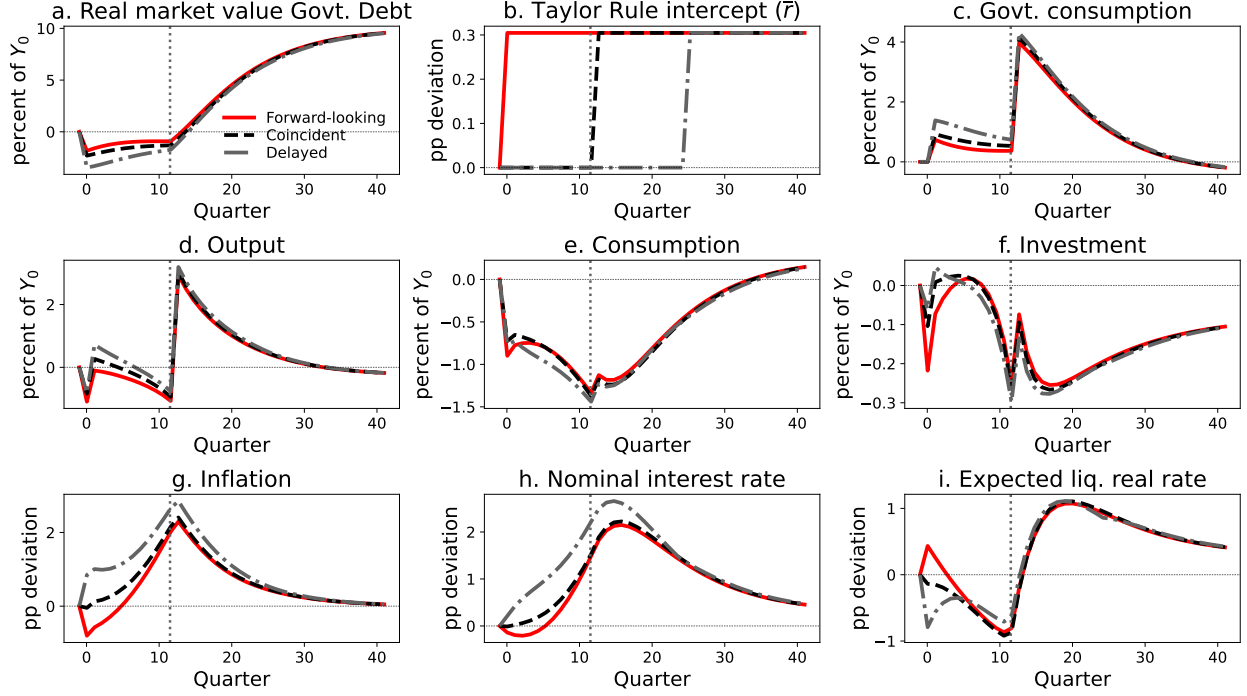 a. Real market value Govt. Debt
percent of Y0
10
5
0
0
10
20
30
40
Quarter
Forward-looking
Coincident
Delayed
b. Taylor Rule intercept (r̅)
pp deviation
0.3
0.2
0.1
0.0
0
10
20
30
40
Quarter
c. Govt. consumption
percent of Y0
4
2
0
0
10
20
30
40
Quarter
d. Output
percent of Y0
2
0
0
10
20
30
40
Quarter
e. Consumption
percent of Y0
0.0
−0.5
−1.0
−1.5
0
10
20
30
40
Quarter
f. Investment
percent of Y0
0.0
−0.1
−0.2
−0.3
0
10
20
30
40
Quarter
g. Inflation
pp deviation
2
0
0
10
20
30
40
Quarter
h. Nominal interest rate
pp deviation
2
1
0
0
10
20
30
40
Quarter
i. Expected liq. real rate
pp deviation
1
0
−1
0
10
20
30
40
Quarter